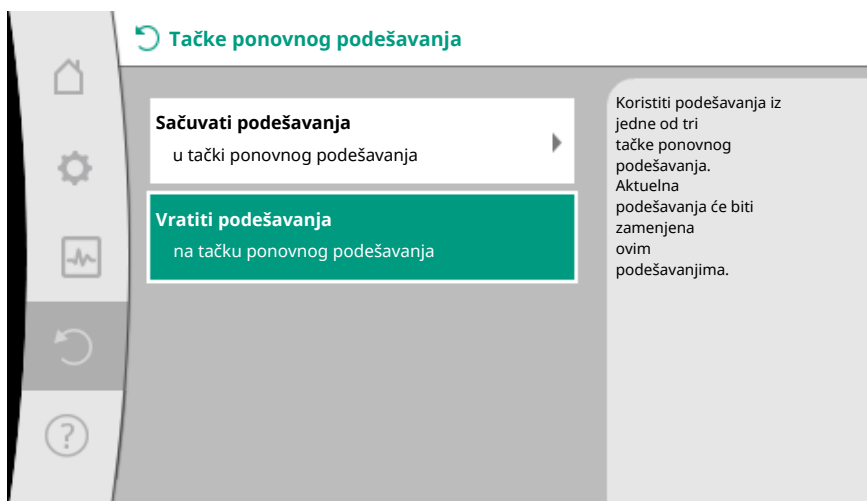 Tačke ponovnog podešavanja
Sačuvati podešavanja
u tački ponovnog podešavanja
Vratiti podešavanja
na tačku ponovnog podešavanja
Koristiti podešavanja iz
jedne od tri
tačke ponovnog
podešavanja.
Aktuelna
podešavanja će biti
zamenjena
ovim
podešavanjima.
?